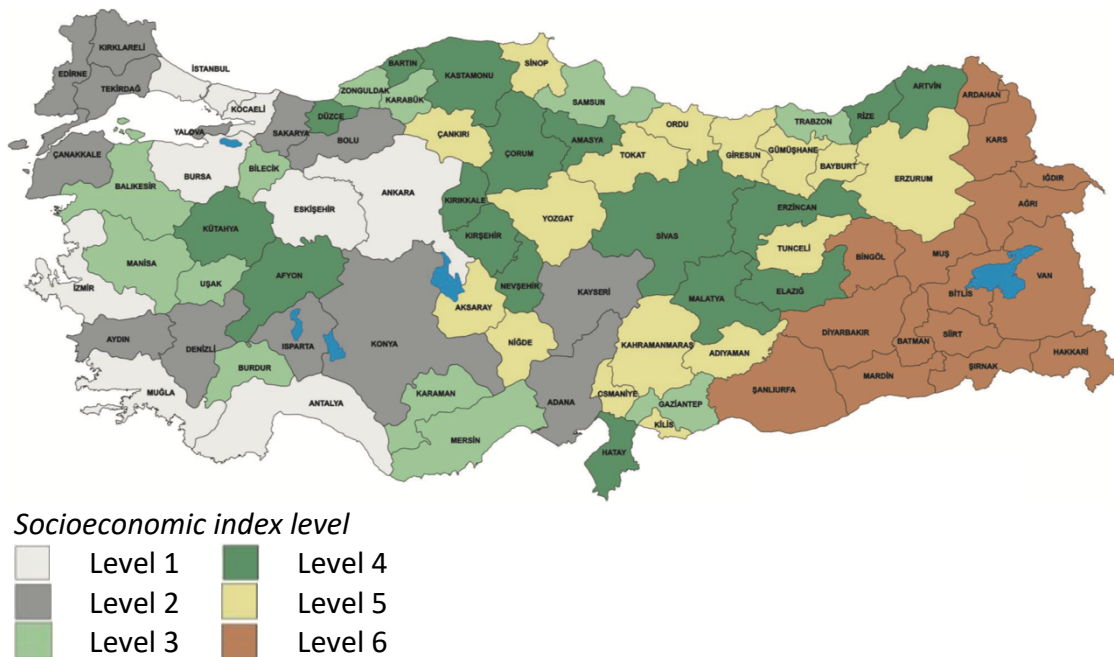 KIRKLARELİ
EDİRNE
TEKİRDAĞ
İSTANBUL
KOCAELİ
YALOVA
SAKARYA
DÜZCE
BOLU
ZONGULDAK
BARTIN
KARABÜK
KASTAMONU
SİNOP
SAMSUN
ÇANKIRI
ÇORUM
AMASYA
TOKAT
ORDU
GİRESUN
GÜMÜŞHANE
TRABZON
BAYBURT
RİZE
ARTVİN
ARDAHAN
KARS
IĞDIR
AĞRI
ERZURUM
ÇANAKKALE
BALIKESİR
BURSA
BİLECİK
ESKİŞEHİR
ANKARA
KIRIKKALE
KIRŞEHİR
YOZGAT
SİVAS
ERZİNCAN
TUNCELİ
BİNGÖL
MUŞ
BİTLİS
VAN
KÜTAHYA
MANİSA
UŞAK
AFYON
İZMİR
AYDIN
DENİZLİ
ISPARTA
BURDUR
KONYA
AKSARAY
NEVŞEHİR
NİĞDE
KAYSERİ
MALATYA
ELAZIĞ
DİYARBAKIR
BATMAN
SİİRT
ŞIRNAK
HAKKARİ
MARDİN
ŞANLIURFA
ADIYAMAN
KAHRAMANMARAŞ
OSMANİYE
GAZİANTEP
KİLİS
HATAY
ADANA
MERSİN
KARAMAN
ANTALYA
MUĞLA
Socioeconomic index level
Level 1
Level 2
Level 3
Level 4
Level 5
Level 6